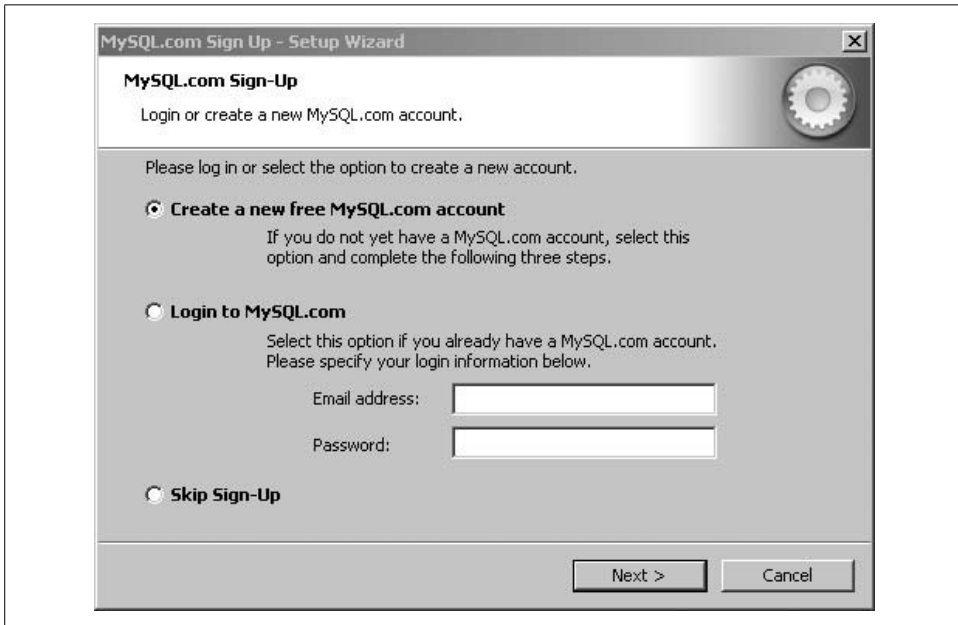 MySQL.com Sign Up - Setup Wizard
MySQL.com Sign-Up
Login or create a new MySQL.com account.
Please log in or select the option to create a new account.
Create a new free MySQL.com account
If you do not yet have a MySQL.com account, select this
option and complete the following three steps.
Login to MySQL.com
Select this option if you already have a MySQL.com account.
Please specify your login information below.
Email address:
Password:
Skip Sign-Up
Next >
Cancel